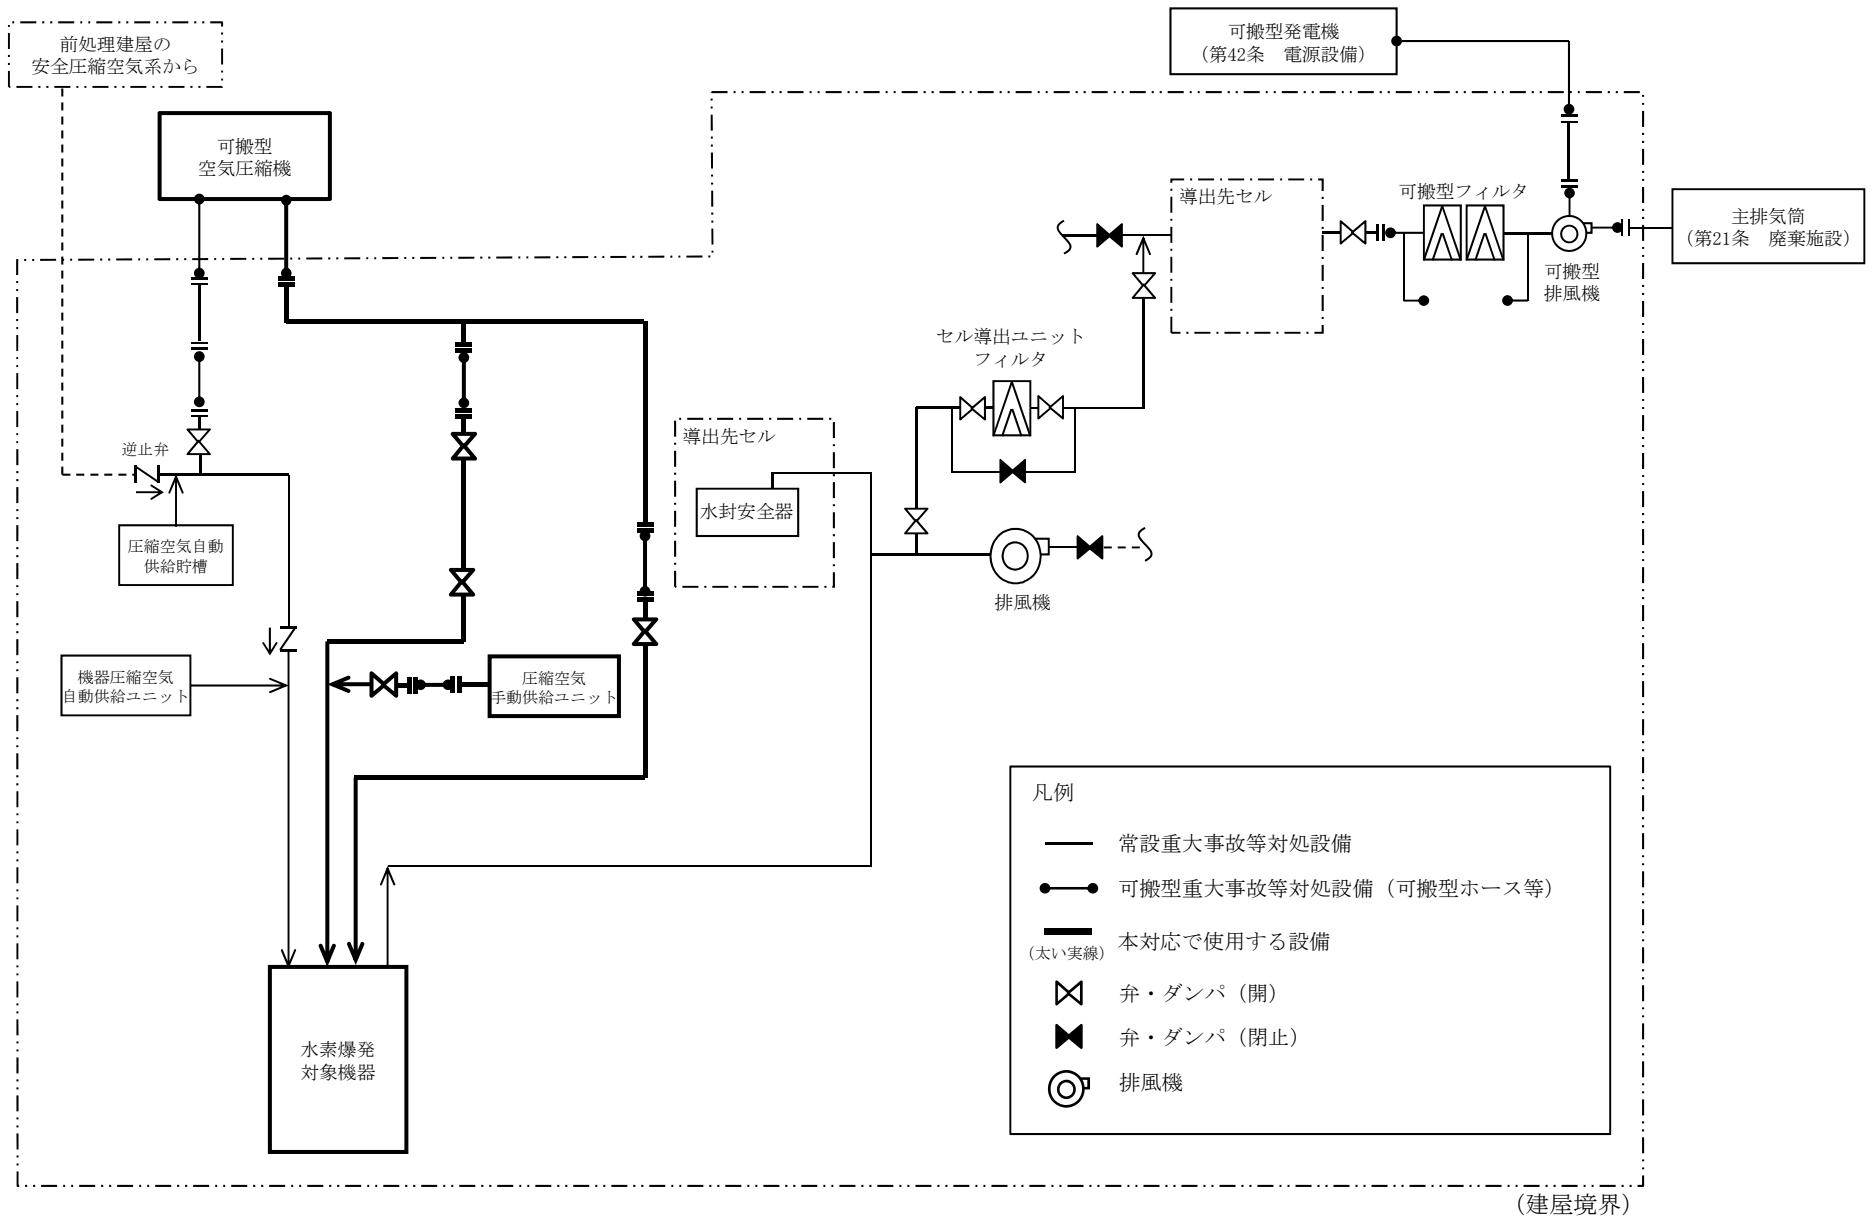 前処理建屋の
安全圧縮空気系から
可搬型
空気圧縮機
可搬型発電機
（第42条　電源設備）
導出先セル
可搬型フィルタ
主排気筒
（第21条　廃棄施設）
可搬型
排風機
セル導出ユニット
フィルタ
導出先セル
水封安全器
排風機
逆止弁
圧縮空気自動
供給貯槽
機器圧縮空気
自動供給ユニット
圧縮空気
手動供給ユニット
水素爆発
対象機器
凡例
常設重大事故等対処設備
可搬型重大事故等対処設備（可搬型ホース等）
本対応で使用する設備
（太い実線）
弁・ダンパ（開）
弁・ダンパ（閉止）
排風機
（建屋境界）